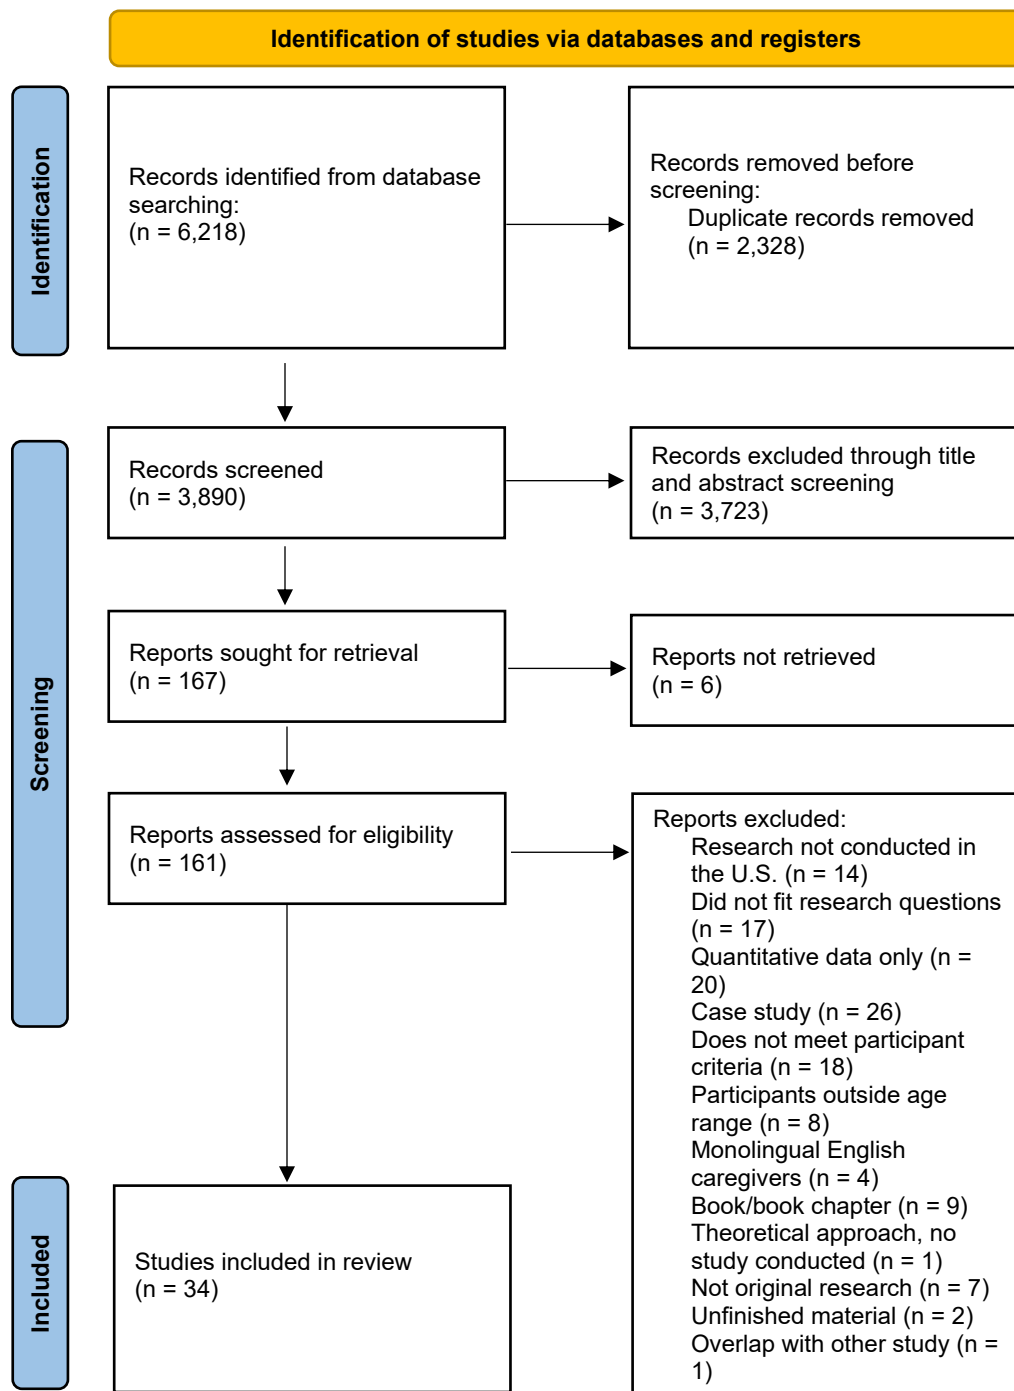 Identification of studies via databases and registers
Identification
Records identified from database
searching:
(n = 6,218)
Records removed before
screening:
Duplicate records removed
(n = 2,328)
Screening
Records screened
(n = 3,890)
Records excluded through title
and abstract screening
(n = 3,723)
Reports sought for retrieval
(n = 167)
Reports not retrieved
(n = 6)
Reports assessed for eligibility
(n = 161)
Reports excluded:
Research not conducted in
the U.S. (n = 14)
Did not fit research questions
(n = 17)
Quantitative data only (n =
20)
Case study (n = 26)
Does not meet participant
criteria (n = 18)
Participants outside age
range (n = 8)
Monolingual English
caregivers (n = 4)
Book/book chapter (n = 9)
Theoretical approach, no
study conducted (n = 1)
Not original research (n = 7)
Unfinished material (n = 2)
Overlap with other study (n =
1)
Included
Studies included in review
(n = 34)